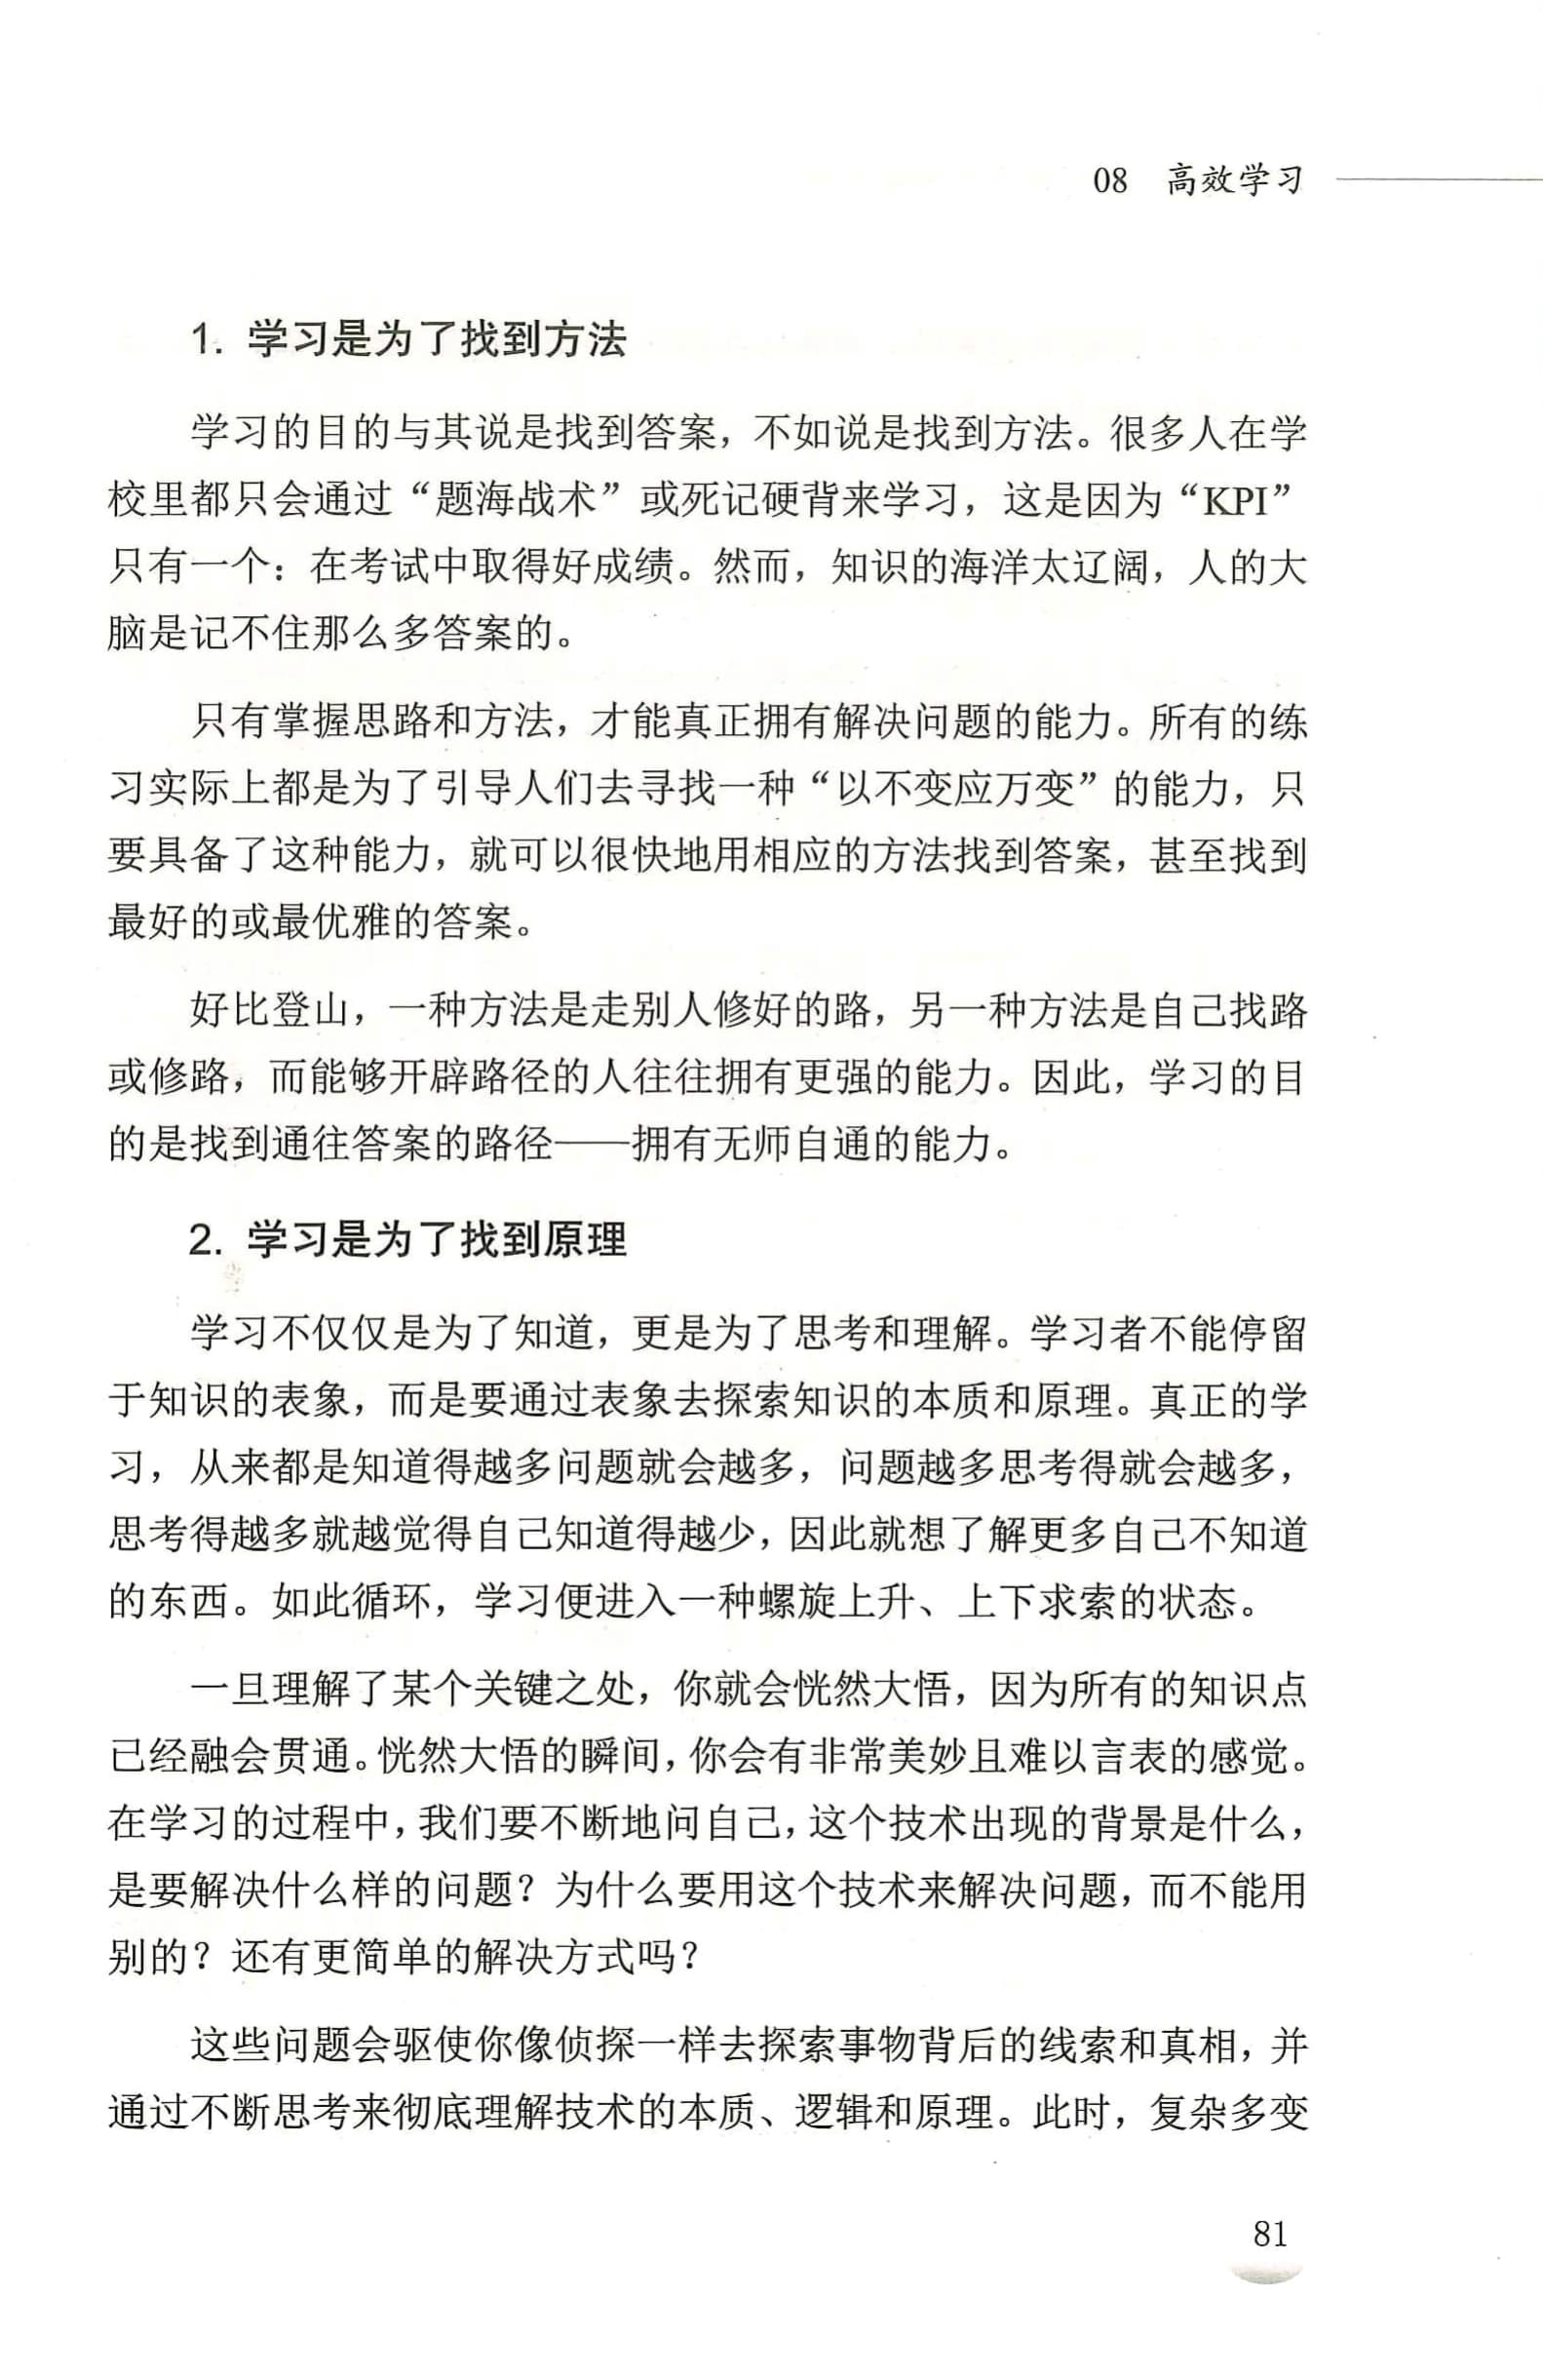 08 高效学习
1. 学习是为了找到方法
学习的目的与其说是找到答案，不如说是找到方法。很多人在学
校里都只会通过“题海战术”或死记硬背来学习，这是因为“KPI”
只有一个：在考试中取得好成绩。然而，知识的海洋太辽阔，人的大
脑是记不住那么多答案的。
只有掌握思路和方法，才能真正拥有解决问题的能力。所有的练
习实际上都是为了引导人们去寻找一种“以不变应万变”的能力，只
要具备了这种能力，就可以很快地用相应的方法找到答案，甚至找到
最好的或最优雅的答案。
好比登山，一种方法是走别人修好的路，另一种方法是自己找路
或修路，而能够开辟路径的人往往拥有更强的能力。因此，学习的目
的是找到通往答案的路径——拥有无师自通的能力。
2. 学习是为了找到原理
学习不仅仅是为了知道，更是为了思考和理解。学习者不能停留
于知识的表象，而是要通过表象去探索知识的本质和原理。真正的学
习，从来都是知道得越多问题就会越多，问题越多思考得就会越多，
思考得越多就越觉得自己知道得越少，因此就想了解更多自己不知道
的东西。如此循环，学习便进入一种螺旋上升、上下求索的状态。
一旦理解了某个关键之处，你就会恍然大悟，因为所有的知识点
已经融会贯通。恍然大悟的瞬间，你会有非常美妙且难以言表的感觉。
在学习的过程中，我们要不断地问自己，这个技术出现的背景是什么，
是要解决什么样的问题？为什么要用这个技术来解决问题，而不能用
别的？还有更简单的解决方式吗？
这些问题会驱使你像侦探一样去探索事物背后的线索和真相，并
通过不断思考来彻底理解技术的本质、逻辑和原理。此时，复杂多变
81